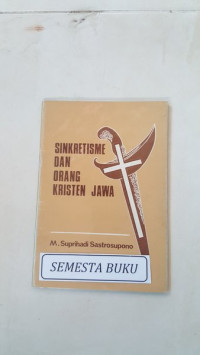 SINKRETISME
DAN
ORANG
KRISTEN JAWA
M. Suprihadi Sastrosupono
SEMESTA BUKU